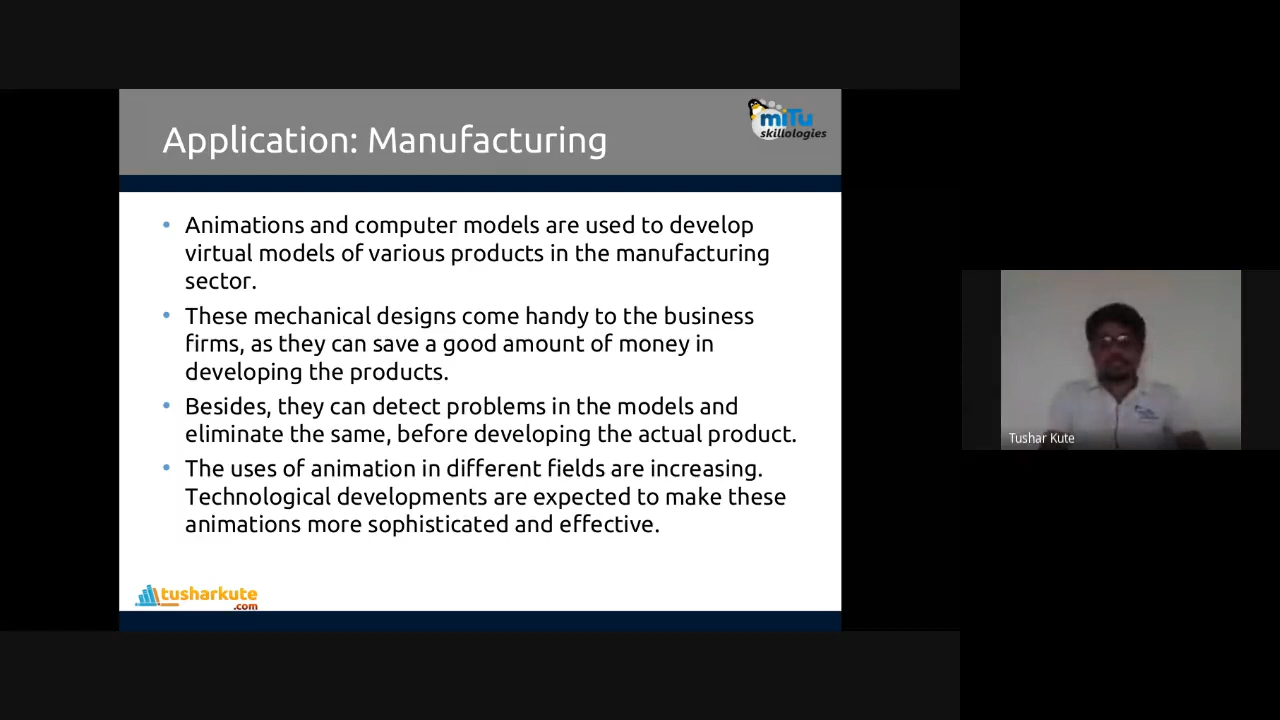 Application: Manufacturing
miTu
skillologies
• Animations and computer models are used to develop
virtual models of various products in the manufacturing
sector.
• These mechanical designs come handy to the business
firms, as they can save a good amount of money in
developing the products.
• Besides, they can detect problems in the models and
eliminate the same, before developing the actual product.
• The uses of animation in different fields are increasing.
Technological developments are expected to make these
animations more sophisticated and effective.
tusharkute
.com
Tushar Kute